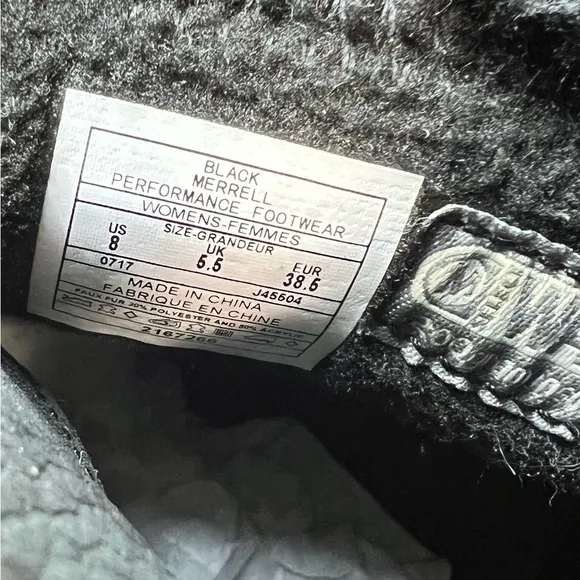 BLACK
MERRELL
PERFORMANCE FOOTWEAR
WOMENS-FEMMES
SIZE-GRANDEUR
US UK EUR
8 5.5 38.5
0717 J45504
MADE IN CHINA
FABRIQUE EN CHINE
FAUX FUR 20% POLYESTER AND 80% ACRYLIC
2167266